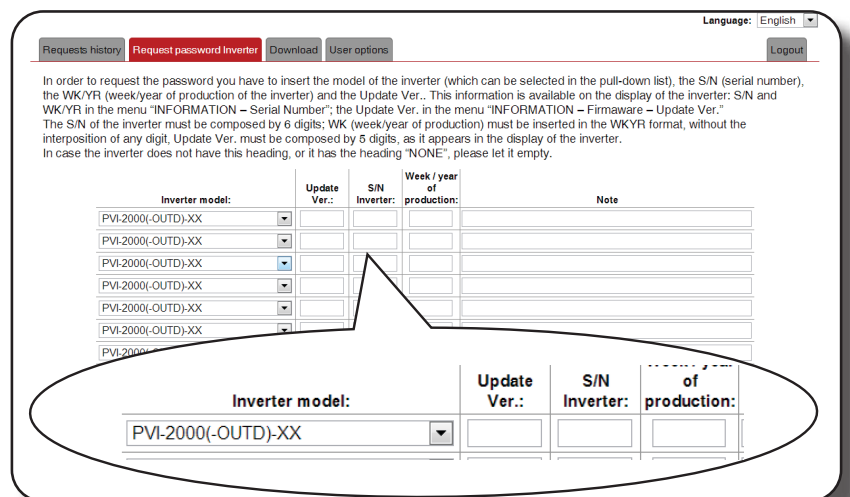 Language: English
Requests history Request password Inverter Download User options Logout
In order to request the password you have to insert the model of the inverter (which can be selected in the pull-down list), the S/N (serial number),
the WK/YR (week/year of production of the inverter) and the Update Ver.. This information is available on the display of the inverter: S/N and
WK/YR in the menu “INFORMATION – Serial Number”; the Update Ver. in the menu “INFORMATION – Firmaware – Update Ver.”
The S/N of the inverter must be composed by 6 digits; WK (week/year of production) must be inserted in the WKYR format, without the
interposition of any digit, Update Ver. must be composed by 5 digits, as it appears in the display of the inverter.
In case the inverter does not have this heading, or it has the heading “NONE”, please let it empty.
Inverter model: Update Ver.: S/N Inverter: Week / year of production: Note
PVI-2000(-OUTD)-XX
PVI-2000(-OUTD)-XX
PVI-2000(-OUTD)-XX
PVI-2000(-OUTD)-XX
PVI-2000(-OUTD)-XX
PVI-2000(-OUTD)-XX
Inverter model: Update Ver.: S/N Inverter: of production:
PVI-2000(-OUTD)-XX